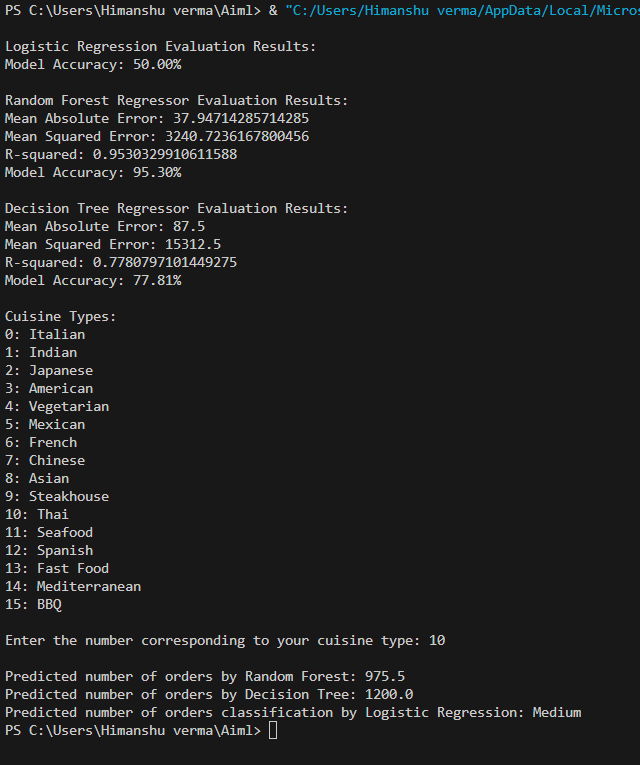 PS C:\Users\Himanshu verma\Aiml> & "C:/Users/Himanshu verma/AppData/Local/Micros
Logistic Regression Evaluation Results:
Model Accuracy: 50.00%
Random Forest Regressor Evaluation Results:
Mean Absolute Error: 37.94714285714285
Mean Squared Error: 3240.7236167800456
R-squared: 0.9530329910611588
Model Accuracy: 95.30%
Decision Tree Regressor Evaluation Results:
Mean Absolute Error: 87.5
Mean Squared Error: 15312.5
R-squared: 0.7780797101449275
Model Accuracy: 77.81%
Cuisine Types:
0: Italian
1: Indian
2: Japanese
3: American
4: Vegetarian
5: Mexican
6: French
7: Chinese
8: Asian
9: Steakhouse
10: Thai
11: Seafood
12: Spanish
13: Fast Food
14: Mediterranean
15: BBQ
Enter the number corresponding to your cuisine type: 10
Predicted number of orders by Random Forest: 975.5
Predicted number of orders by Decision Tree: 1200.0
Predicted number of orders classification by Logistic Regression: Medium
PS C:\Users\Himanshu verma\Aiml>